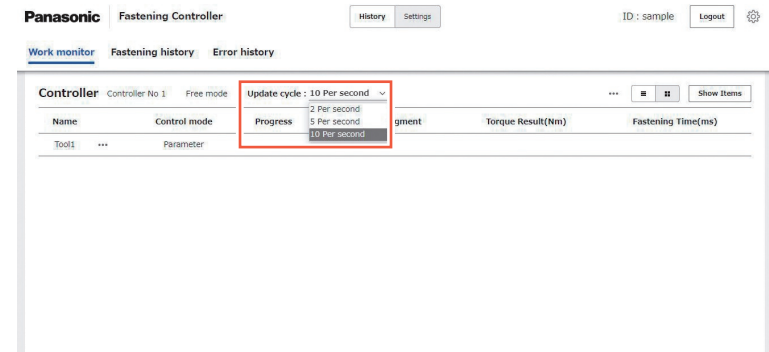 Panasonic Fastening Controller History Settings ID : sample Logout
Work monitor Fastening history Error history
Controller Controller No 1 Free mode Update cycle : 10 Per second ••• Show Items
2 Per second
Name Control mode Progress 5 Per second gment Torque Result(Nm) Fastening Time(ms)
10 Per second
Tool1 ••• Parameter